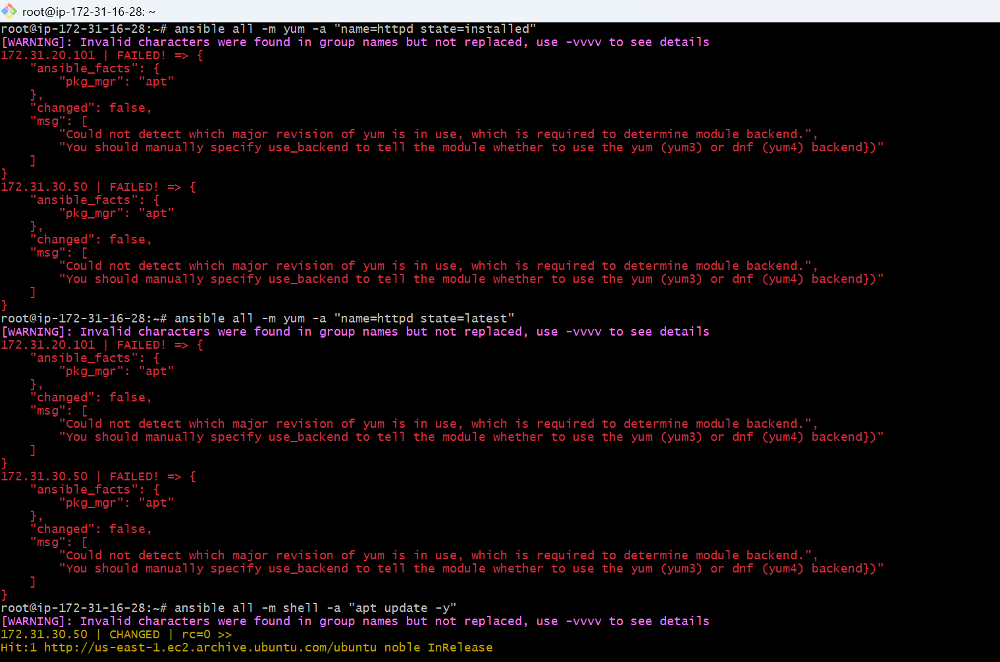 root@ip-172-31-16-28: ~
root@ip-172-31-16-28:~# ansible all -m yum -a "name=httpd state=installed"
[WARNING]: Invalid characters were found in group names but not replaced, use -vvvv to see details
172.31.20.101 | FAILED! => {
    "ansible_facts": {
        "pkg_mgr": "apt"
    },
    "changed": false,
    "msg": [
        "Could not detect which major revision of yum is in use, which is required to determine module backend.",
        "You should manually specify use_backend to tell the module whether to use the yum (yum3) or dnf (yum4) backend})"
    ]
}
172.31.30.50 | FAILED! => {
    "ansible_facts": {
        "pkg_mgr": "apt"
    },
    "changed": false,
    "msg": [
        "Could not detect which major revision of yum is in use, which is required to determine module backend.",
        "You should manually specify use_backend to tell the module whether to use the yum (yum3) or dnf (yum4) backend})"
    ]
}
root@ip-172-31-16-28:~# ansible all -m yum -a "name=httpd state=latest"
[WARNING]: Invalid characters were found in group names but not replaced, use -vvvv to see details
172.31.20.101 | FAILED! => {
    "ansible_facts": {
        "pkg_mgr": "apt"
    },
    "changed": false,
    "msg": [
        "Could not detect which major revision of yum is in use, which is required to determine module backend.",
        "You should manually specify use_backend to tell the module whether to use the yum (yum3) or dnf (yum4) backend})"
    ]
}
172.31.30.50 | FAILED! => {
    "ansible_facts": {
        "pkg_mgr": "apt"
    },
    "changed": false,
    "msg": [
        "Could not detect which major revision of yum is in use, which is required to determine module backend.",
        "You should manually specify use_backend to tell the module whether to use the yum (yum3) or dnf (yum4) backend})"
    ]
}
root@ip-172-31-16-28:~# ansible all -m shell -a "apt update -y"
[WARNING]: Invalid characters were found in group names but not replaced, use -vvvv to see details
172.31.30.50 | CHANGED | rc=0 >>
Hit:1 http://us-east-1.ec2.archive.ubuntu.com/ubuntu noble InRelease